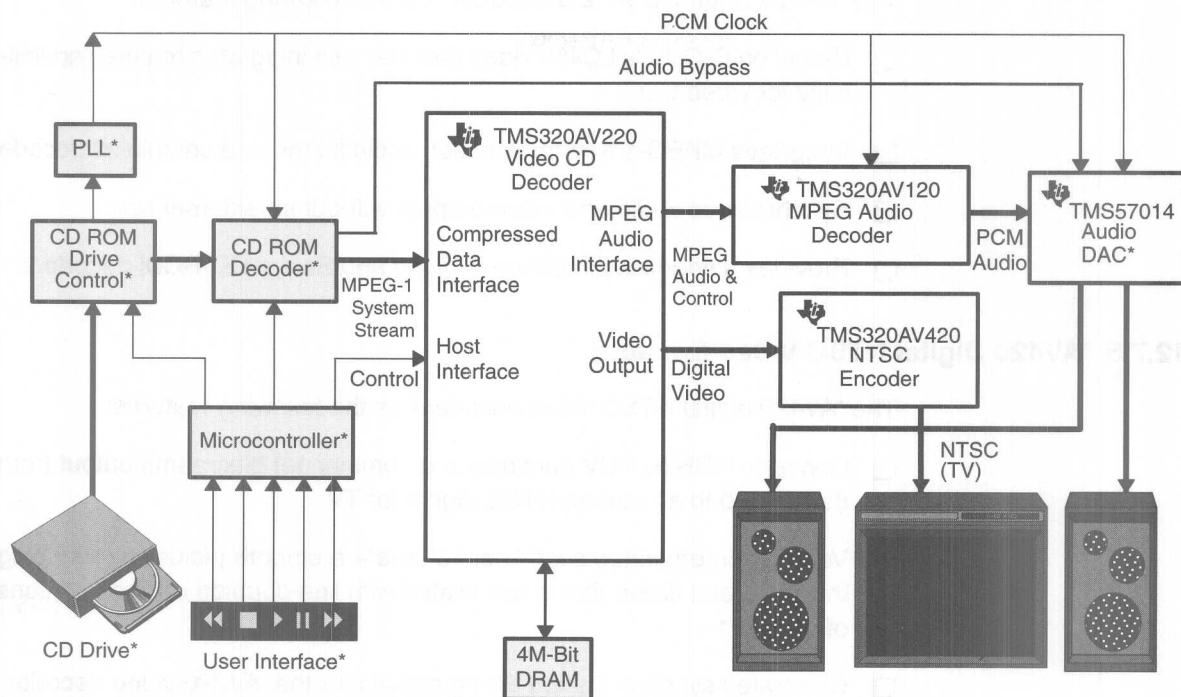 PCM Clock
Audio Bypass
PLL*
TMS320AV220
Video CD
Decoder
TMS320AV120
MPEG Audio
Decoder
TMS57014
Audio
DAC*
CD ROM
Drive
Control*
CD ROM
Decoder*
MPEG-1
System
Stream
Compressed
Data
Interface
MPEG
Audio
Interface
MPEG
Audio &
Control
PCM
Audio
Host
Interface
Control
Video
Output
Digital
Video
TMS320AV420
NTSC
Encoder
NTSC
(TV)
Microcontroller*
CD Drive*
User Interface*
4M-Bit
DRAM